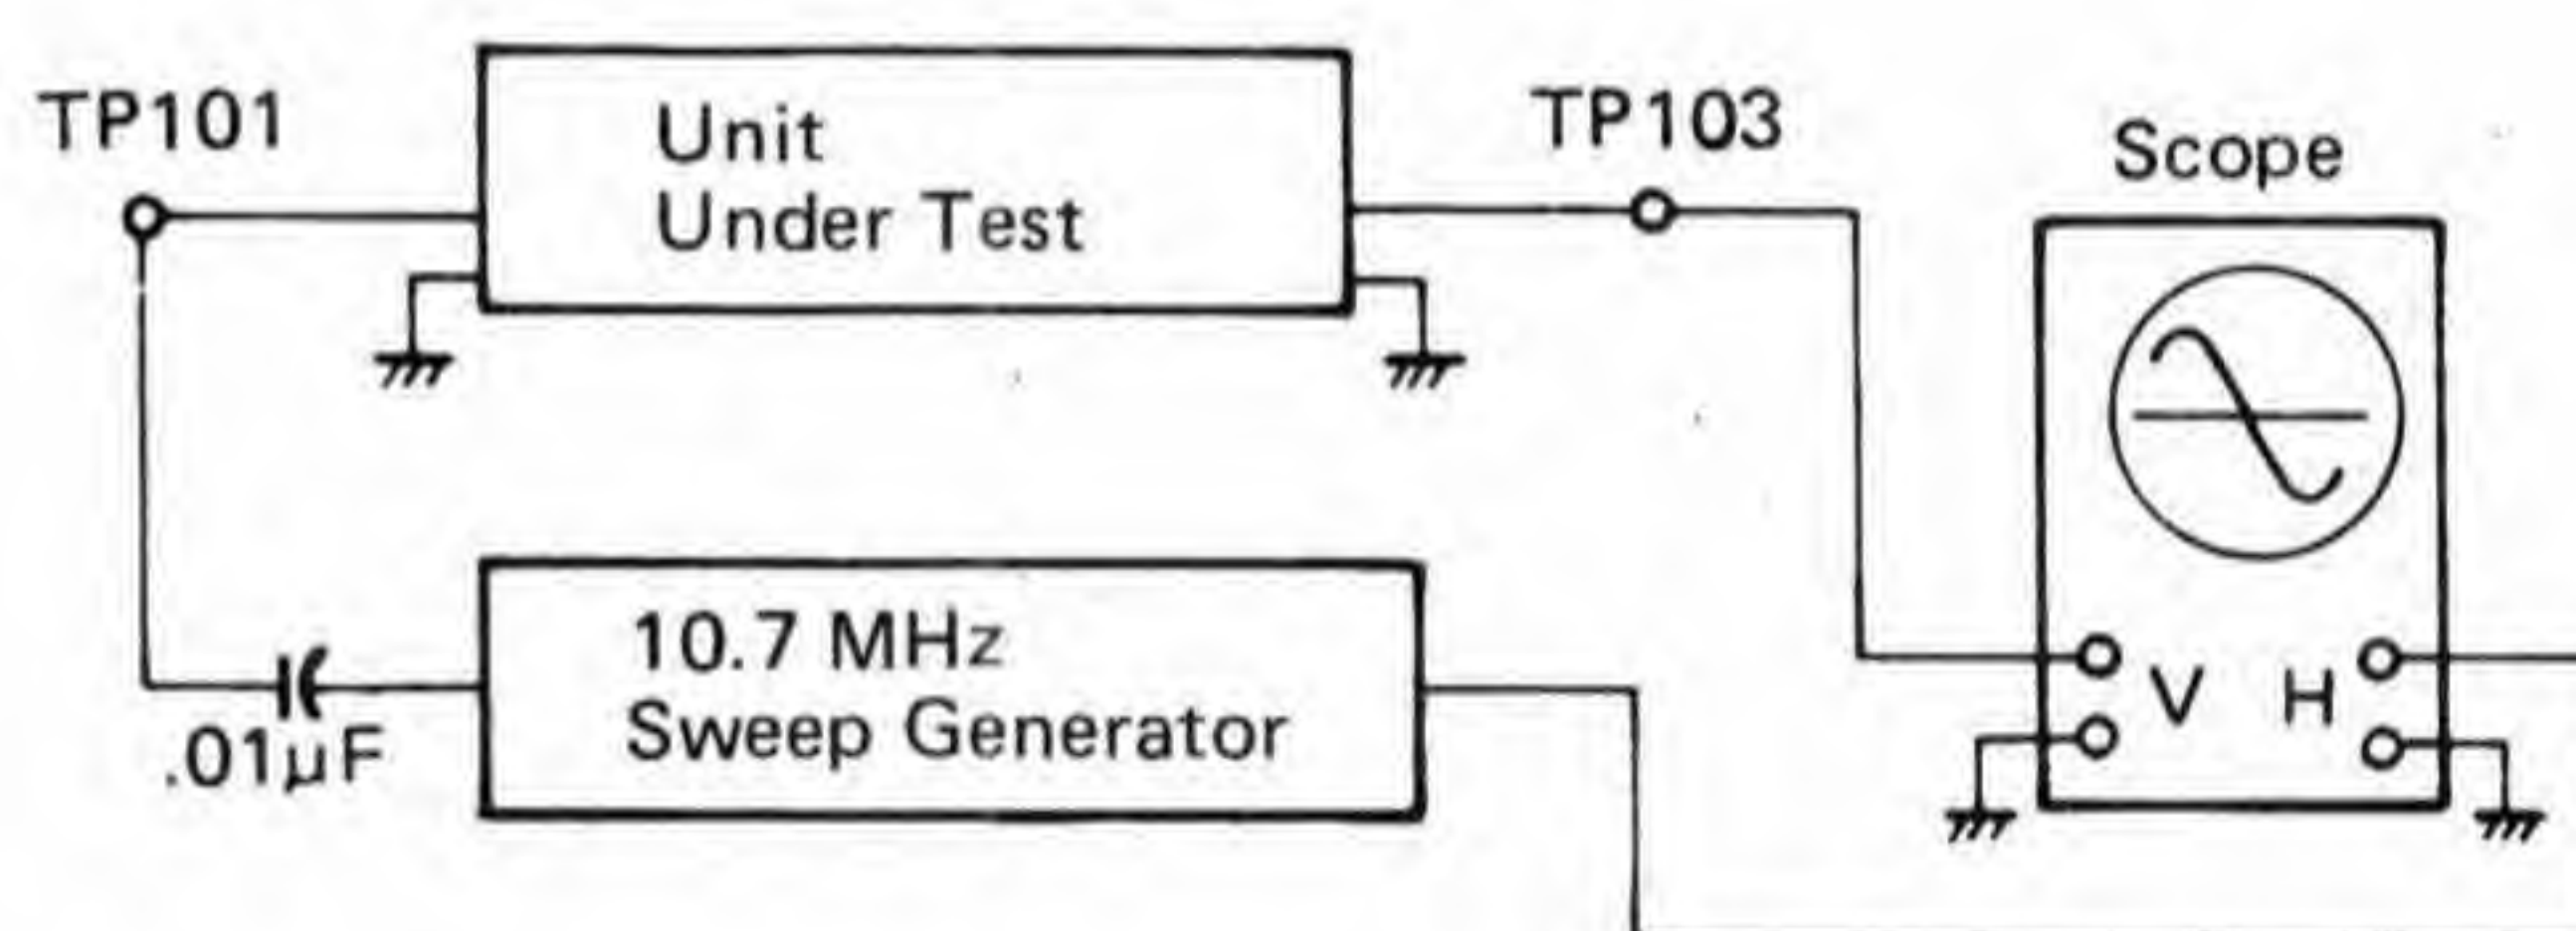 TP101
Unit
Under Test
TP103
Scope
10.7 MHz
Sweep Generator
.01µF
V H